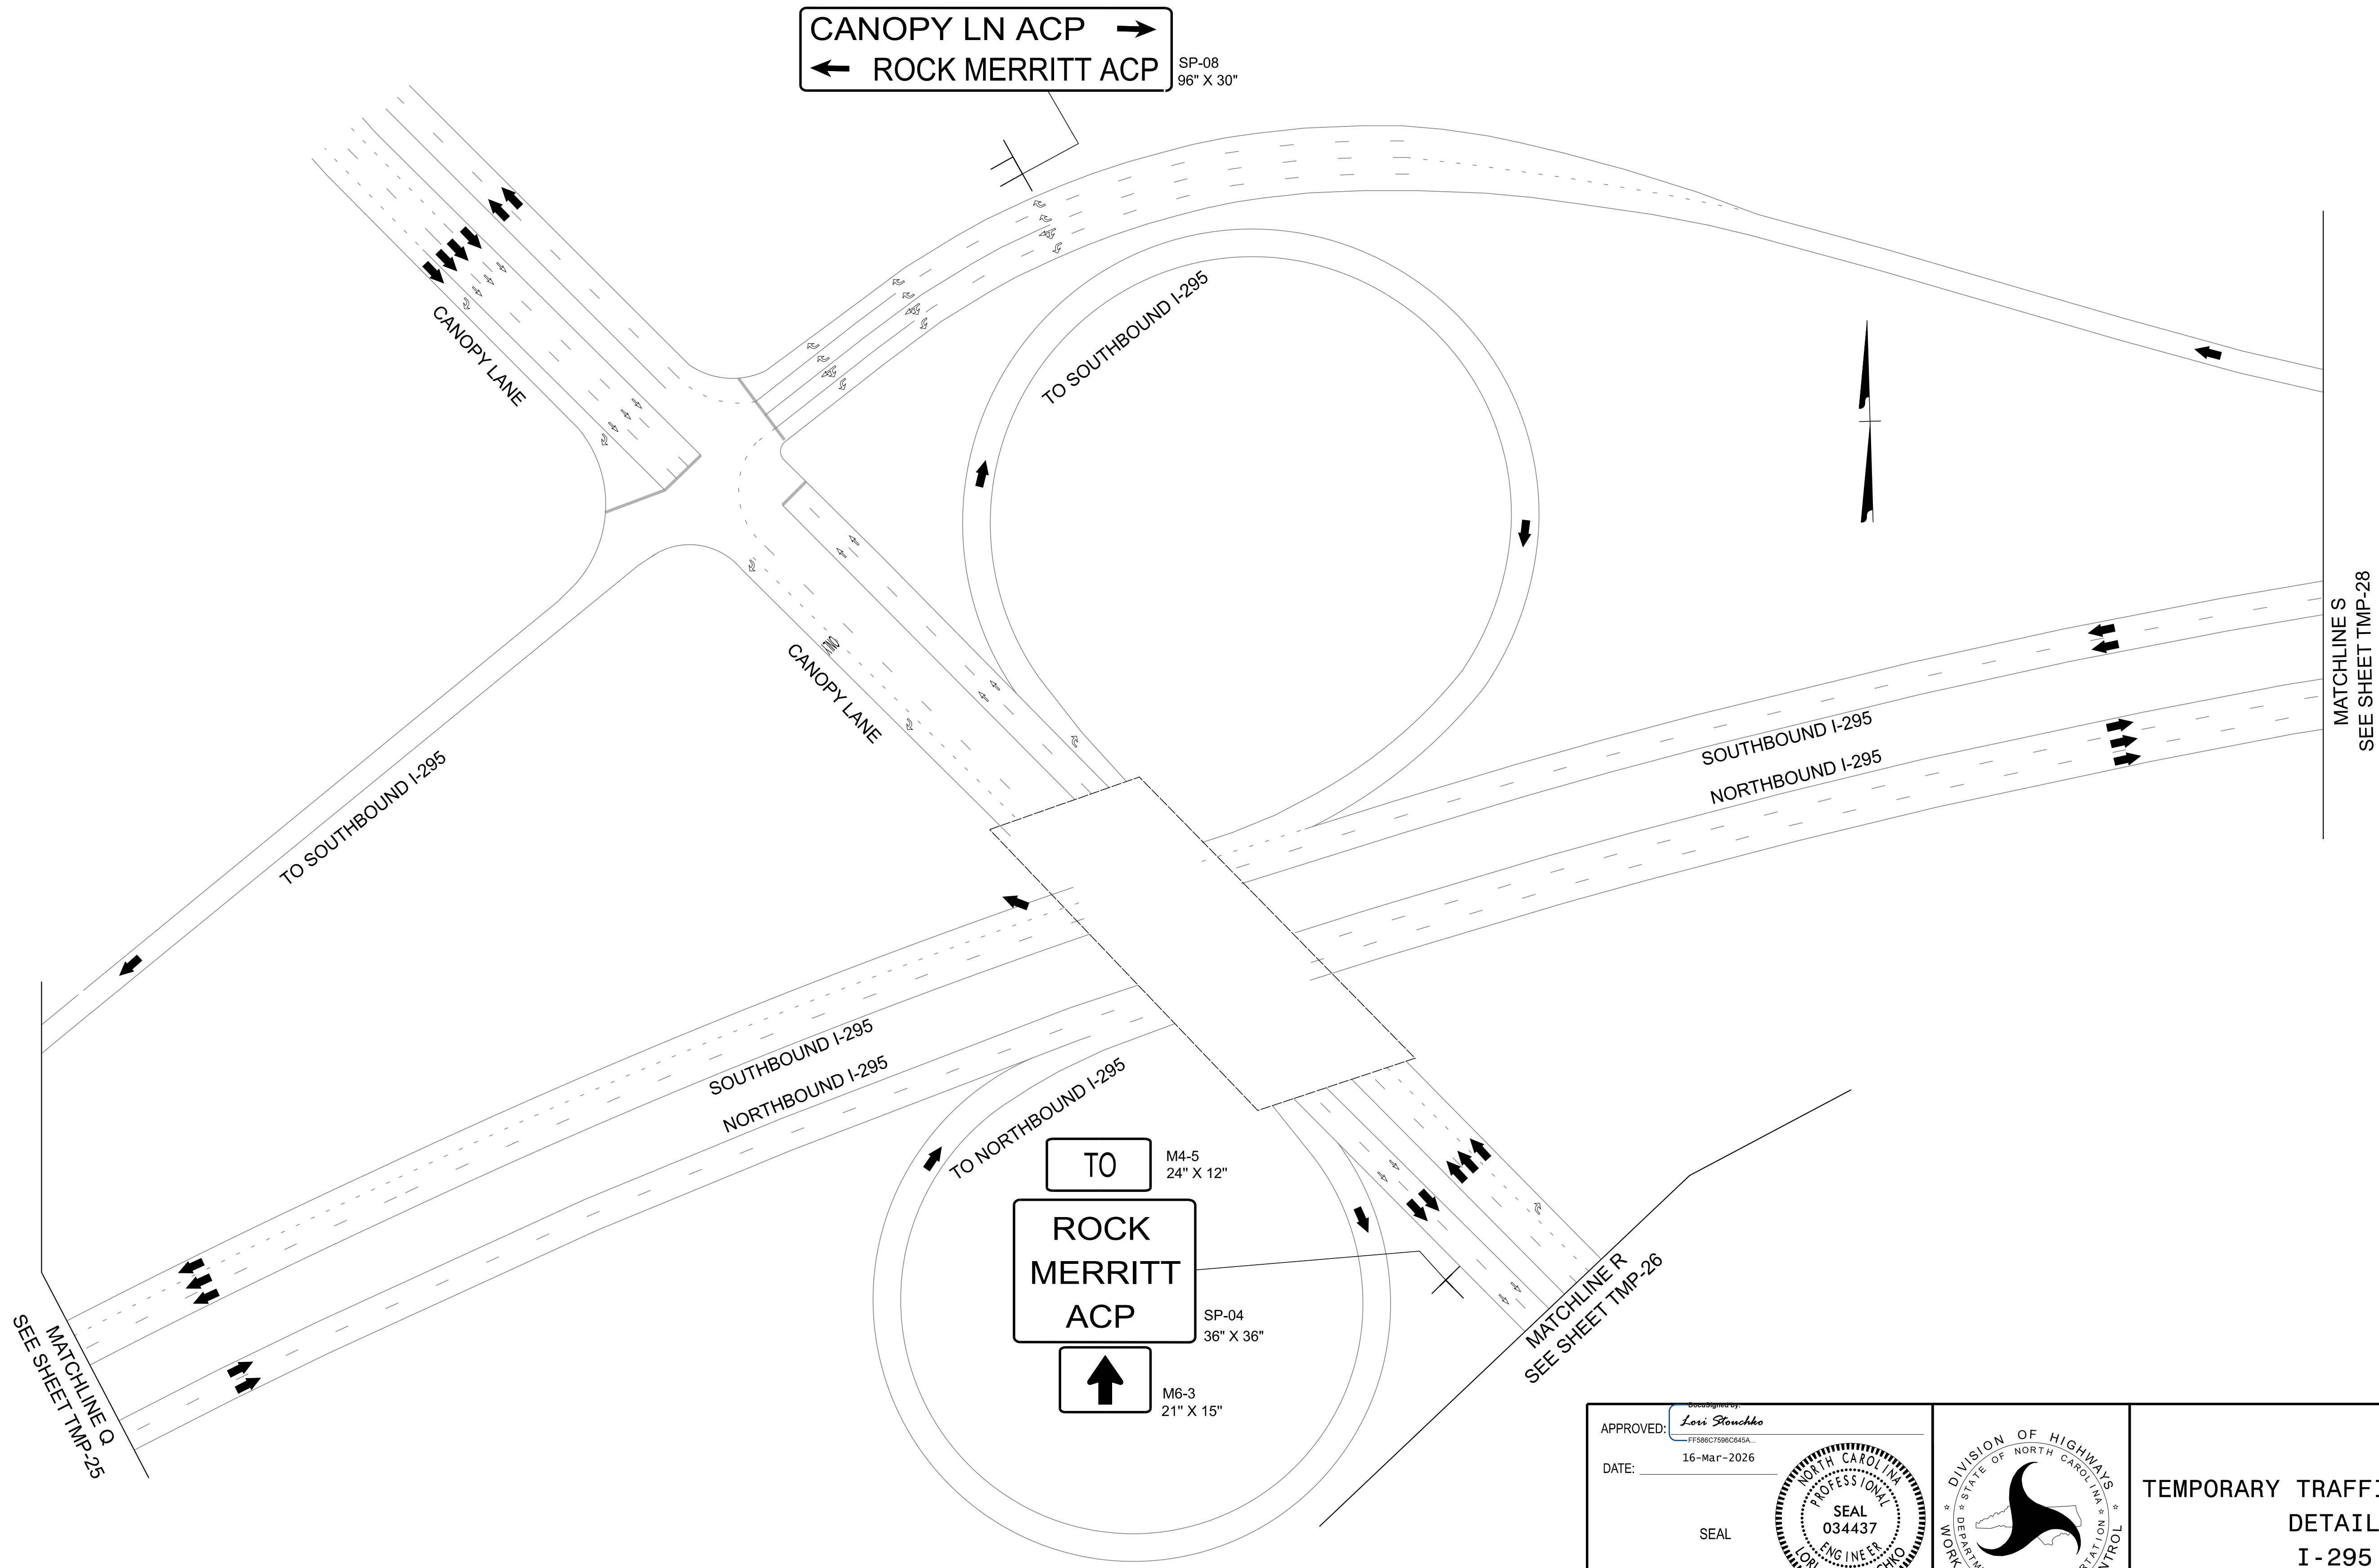 CANOPY LN ACP
ROCK MERRITT ACP
SP-08
96" X 30"
CANOPY LANE
TO SOUTHBOUND I-295
MATCHLINE S
SEE SHEET TMP-28
CANOPY LANE
ONLY
SOUTHBOUND I-295
NORTHBOUND I-295
TO SOUTHBOUND I-295
SOUTHBOUND I-295
NORTHBOUND I-295
TO NORTHBOUND I-295
TO
M4-5
24" X 12"
ROCK
MERRITT
ACP
SP-04
36" X 36"
M6-3
21" X 15"
MATCHLINE R
SEE SHEET TMP-26
MATCHLINE Q
SEE SHEET TMP-25
DocuSigned by:
APPROVED:
Lori Stouchko
FF586C7596C645A...
DATE:
16-Mar-2026
SEAL
NORTH CAROLINA
PROFESSIONAL
SEAL
034437
ENGINEER
DIVISION OF HIGHWAYS
STATE OF NORTH CAROLINA
TEMPORARY TRAFFI
DETAIL
I-295